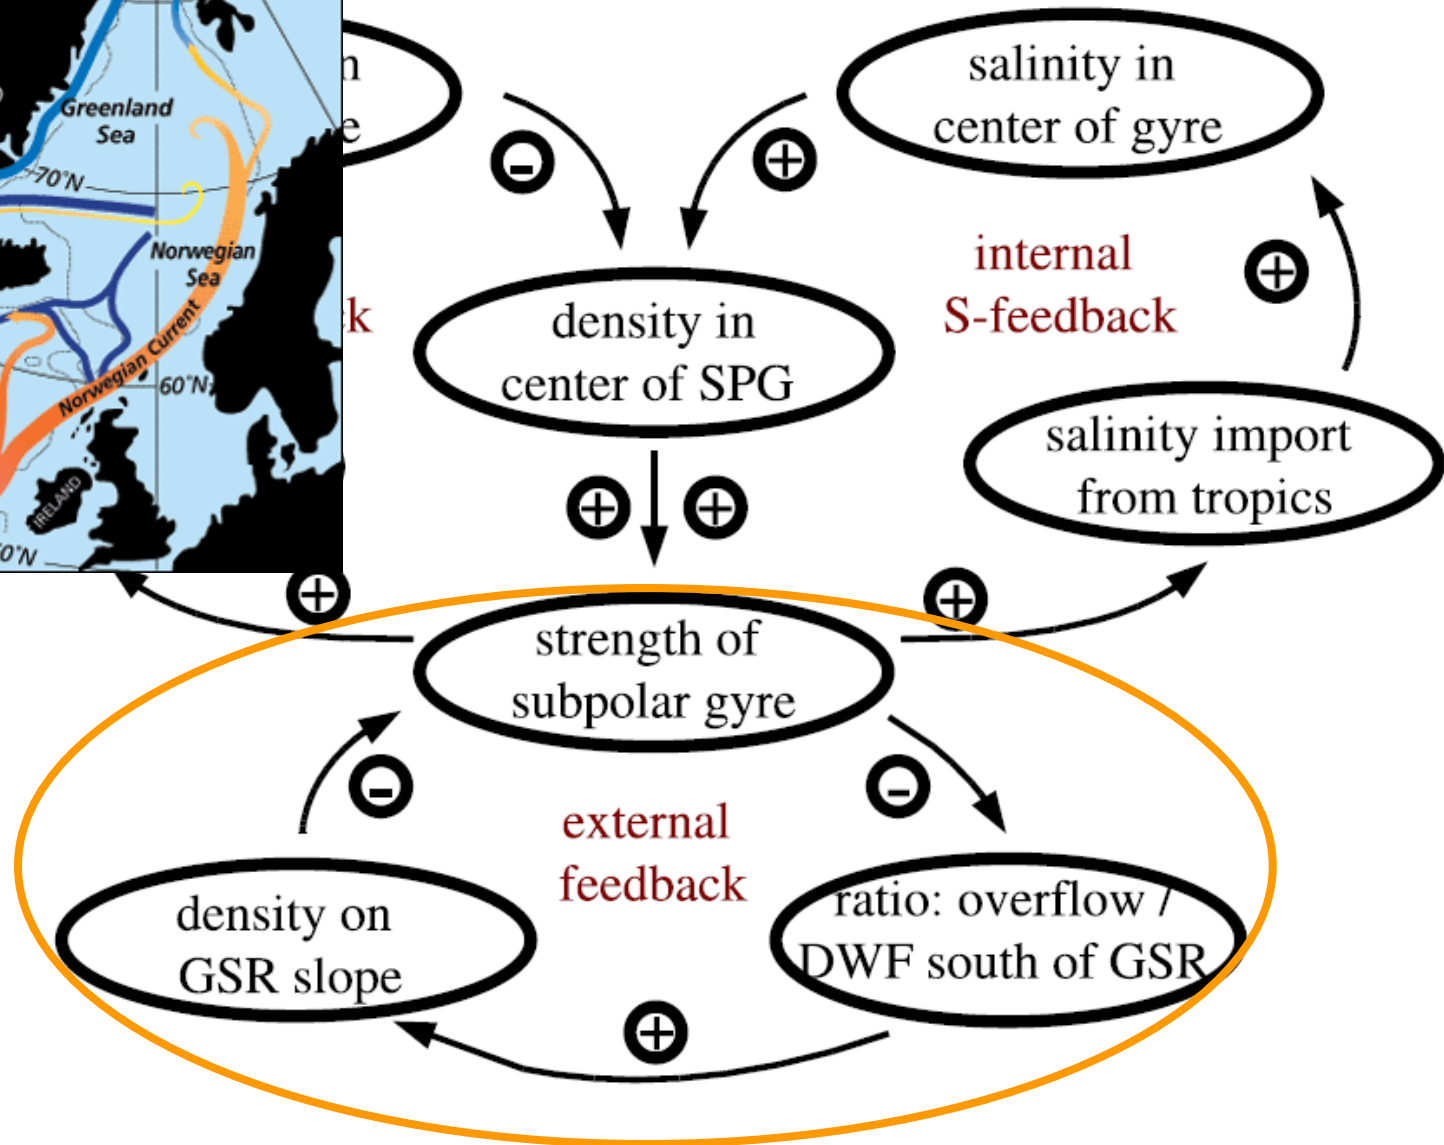 Greenland
Sea
70°N
Norwegian
Sea
Norwegian Current
60°N
IRELAND
0°N
n
e
k
salinity in
center of gyre
-
+
internal
S-feedback
+
density in
center of SPG
salinity import
from tropics
+ +
+
+
strength of
subpolar gyre
-
-
external
feedback
density on
GSR slope
ratio: overflow /
DWF south of GSR
+